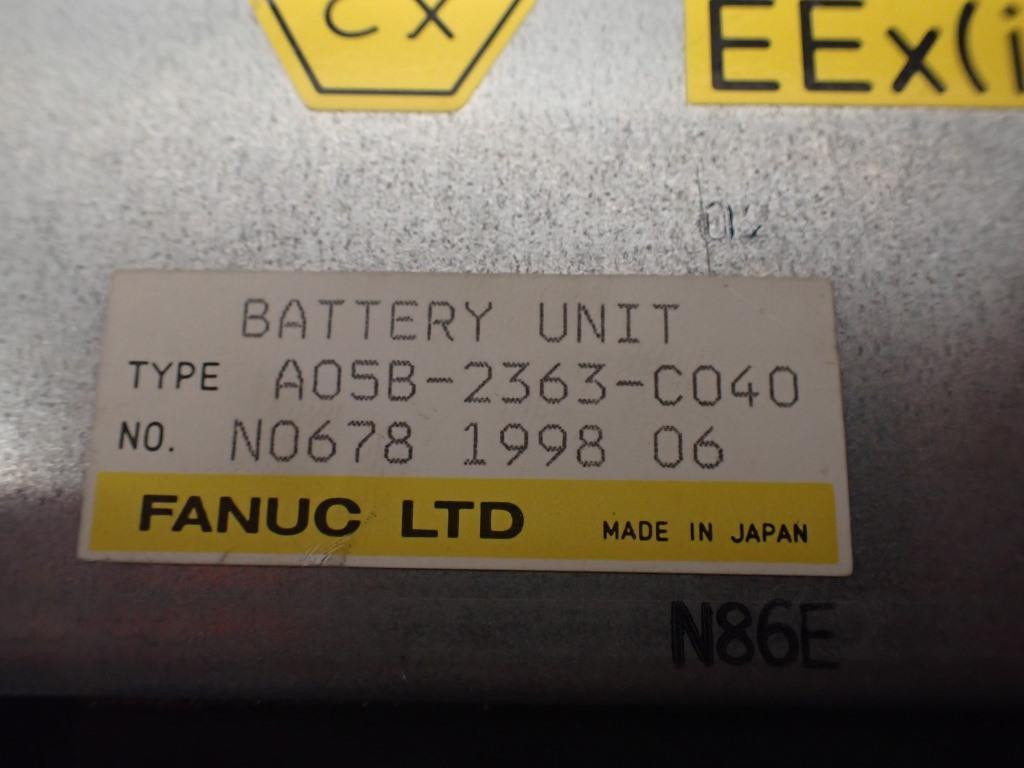 εx
EEx(i
BATTERY UNIT
TYPE A05B-2363-C040
NO. N0678 1998 06
FANUC LTD MADE IN JAPAN
N86E